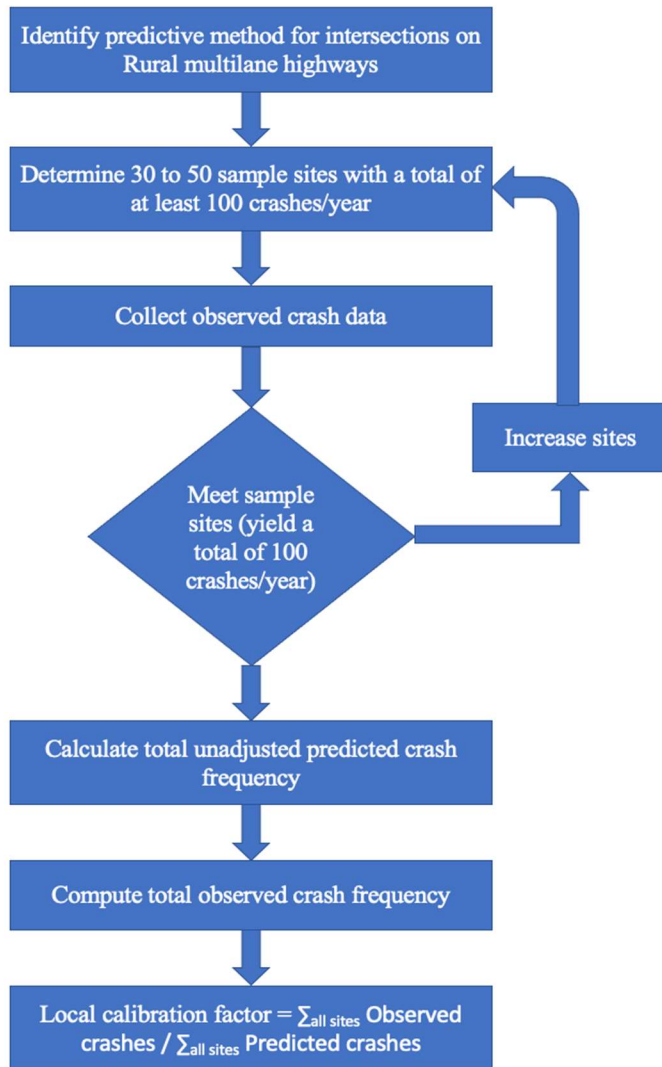 Identify predictive method for intersections on
Rural multilane highways
Determine 30 to 50 sample sites with a total of
at least 100 crashes/year
Collect observed crash data
Increase sites
Meet sample
sites (yield a
total of 100
crashes/year)
Calculate total unadjusted predicted crash
frequency
Compute total observed crash frequency
Local calibration factor = ∑all sites Observed
crashes / ∑all sites Predicted crashes